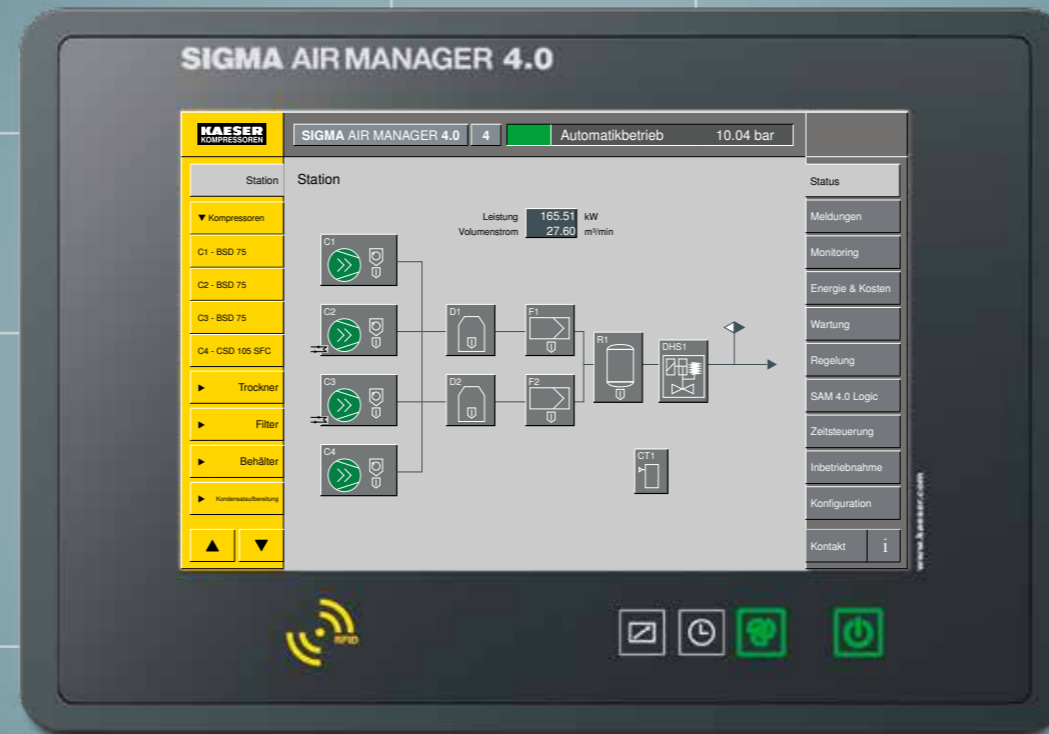 SIGMA AIR MANAGER 4.0
KAESER
KOMPRESSOREN
SIGMA AIR MANAGER 4.0
4
Automatikbetrieb
10.04 bar
Station
▼ Kompressoren
C1 - BSD 75
C2 - BSD 75
C3 - BSD 75
C4 - CSD 105 SFC
► Trockner
► Filter
► Behälter
► Kondensataufbereitung
▲ ▼
Station
Leistung 165.51 kW
Volumenstrom 27.60 m³/min
C1
C2
D1
F1
R1
DHS1
C3
D2
F2
C4
CT1
Status
Meldungen
Monitoring
Energie & Kosten
Wartung
Regelung
SAM 4.0 Logic
Zeitsteuerung
Inbetriebnahme
Konfiguration
Kontakt i
www.kaeser.com
RFID